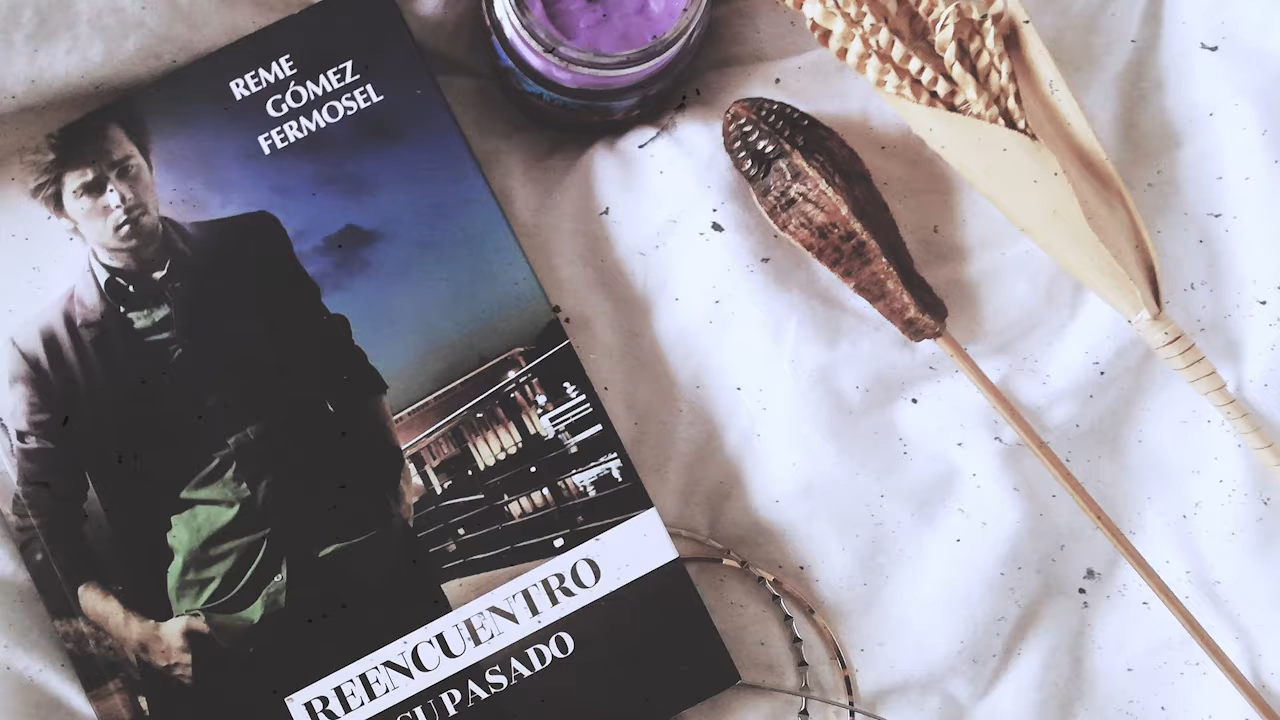 REME
GÓMEZ
FERMOSEL
REENCUENTRO
SU PASADO